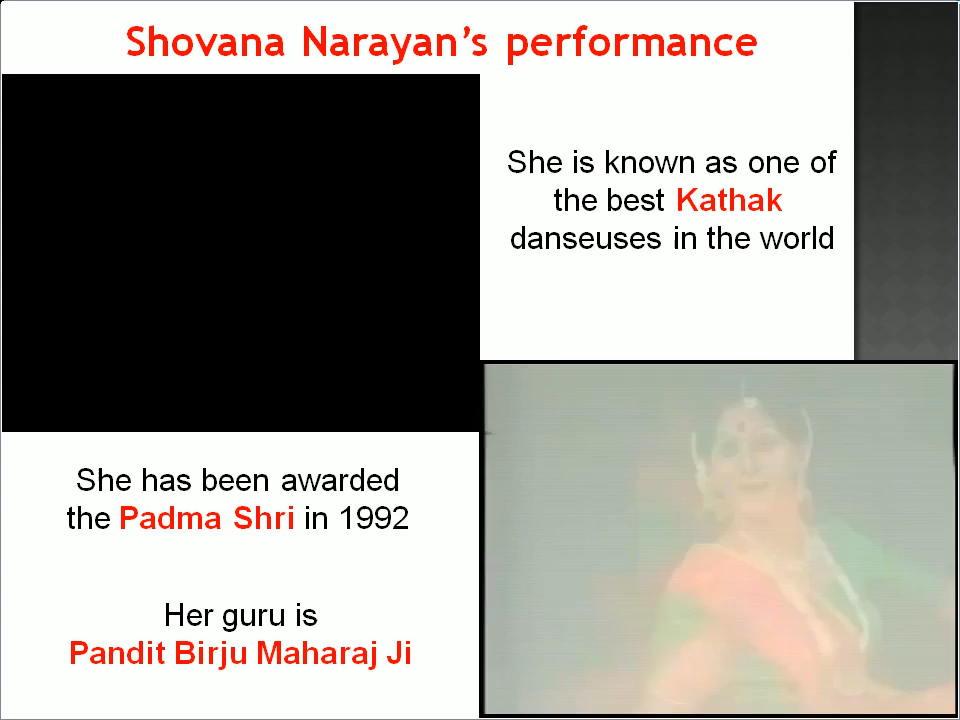 Shovana Narayan’s performance
She is known as one of
the best Kathak
danseuses in the world
She has been awarded
the Padma Shri in 1992
Her guru is
Pandit Birju Maharaj Ji